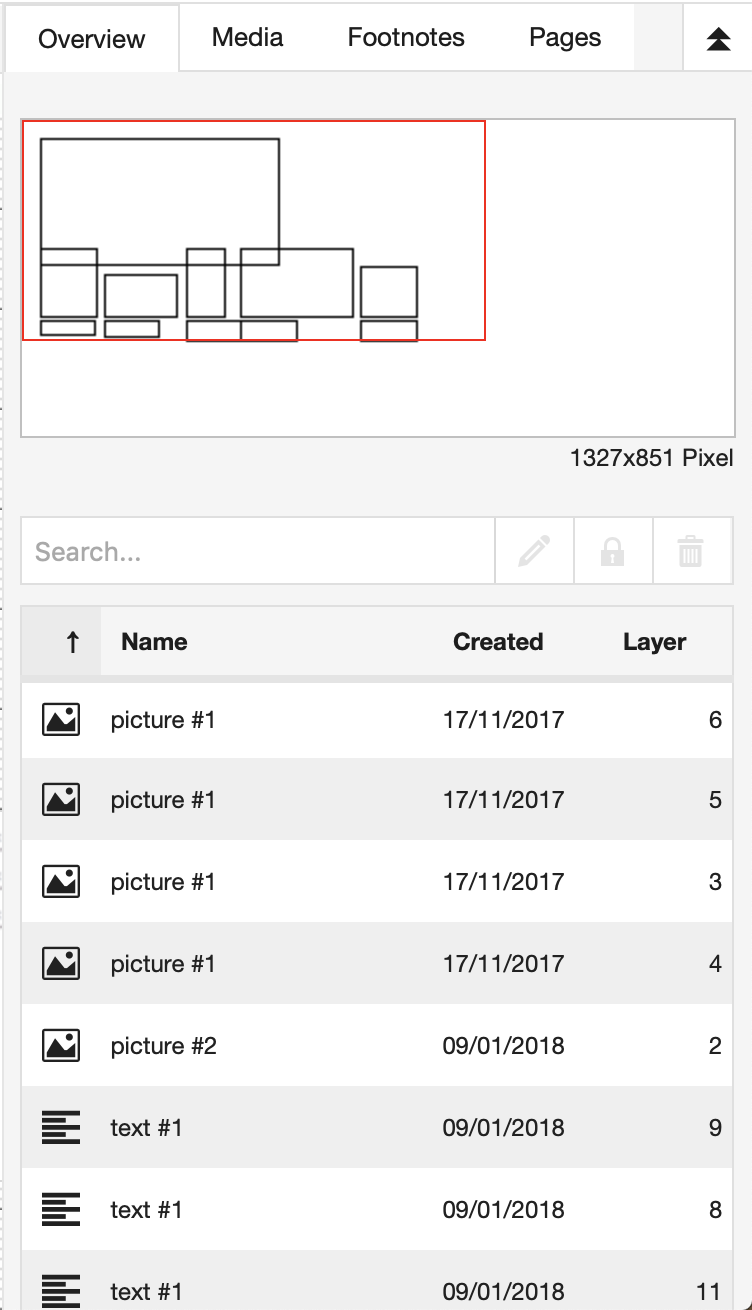 Overview Media Footnotes Pages
1327x851 Pixel
Search...
↑ Name Created Layer
picture #1 17/11/2017 6
picture #1 17/11/2017 5
picture #1 17/11/2017 3
picture #1 17/11/2017 4
picture #2 09/01/2018 2
text #1 09/01/2018 9
text #1 09/01/2018 8
text #1 09/01/2018 11